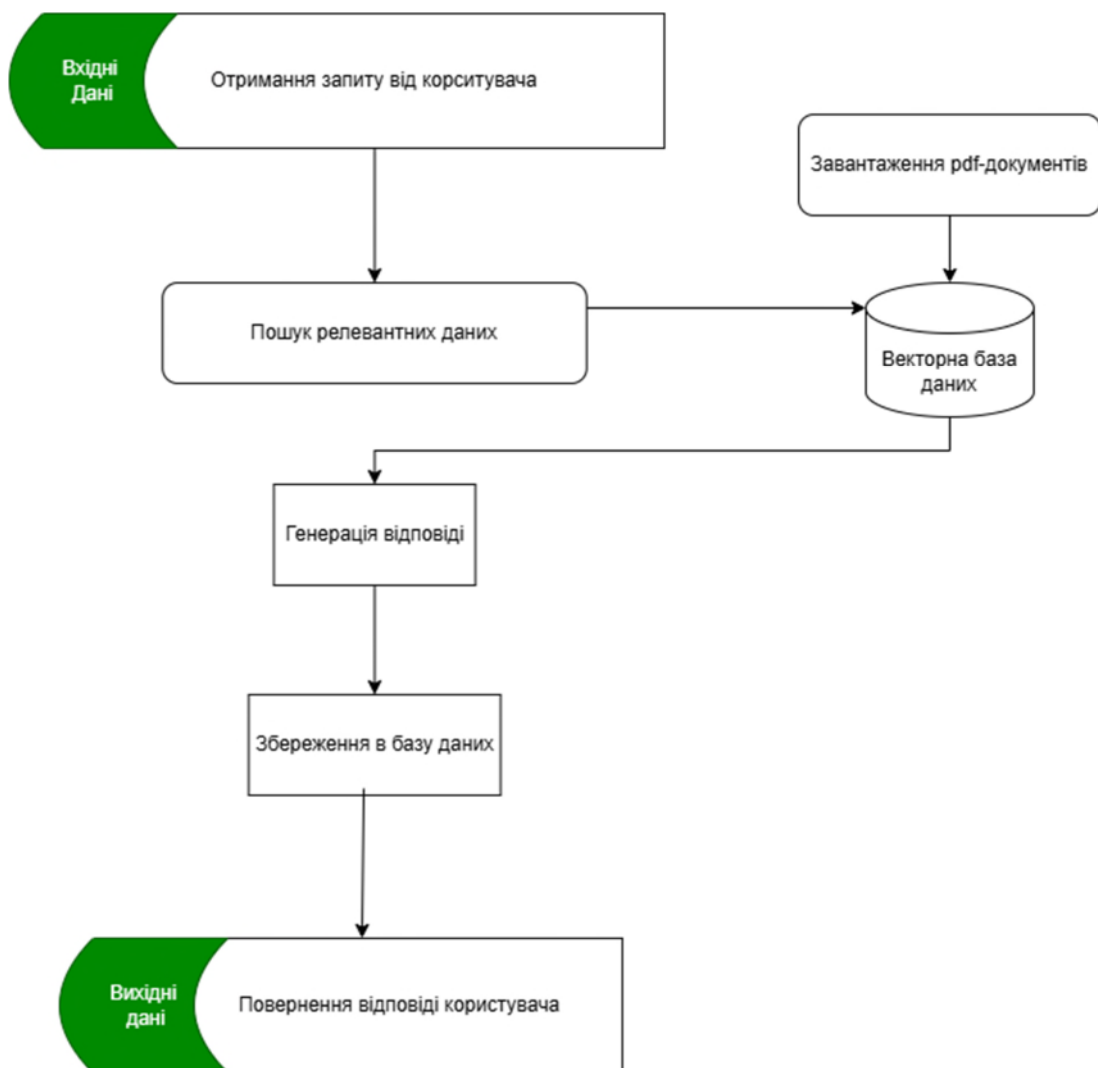 Вхідні
Дані
Отримання запиту від корситувача
Завантаження pdf-документів
Пошук релевантних даних
Векторна база
даних
Генерація відповіді
Збереження в базу даних
Вихідні
дані
Повернення відповіді користувача